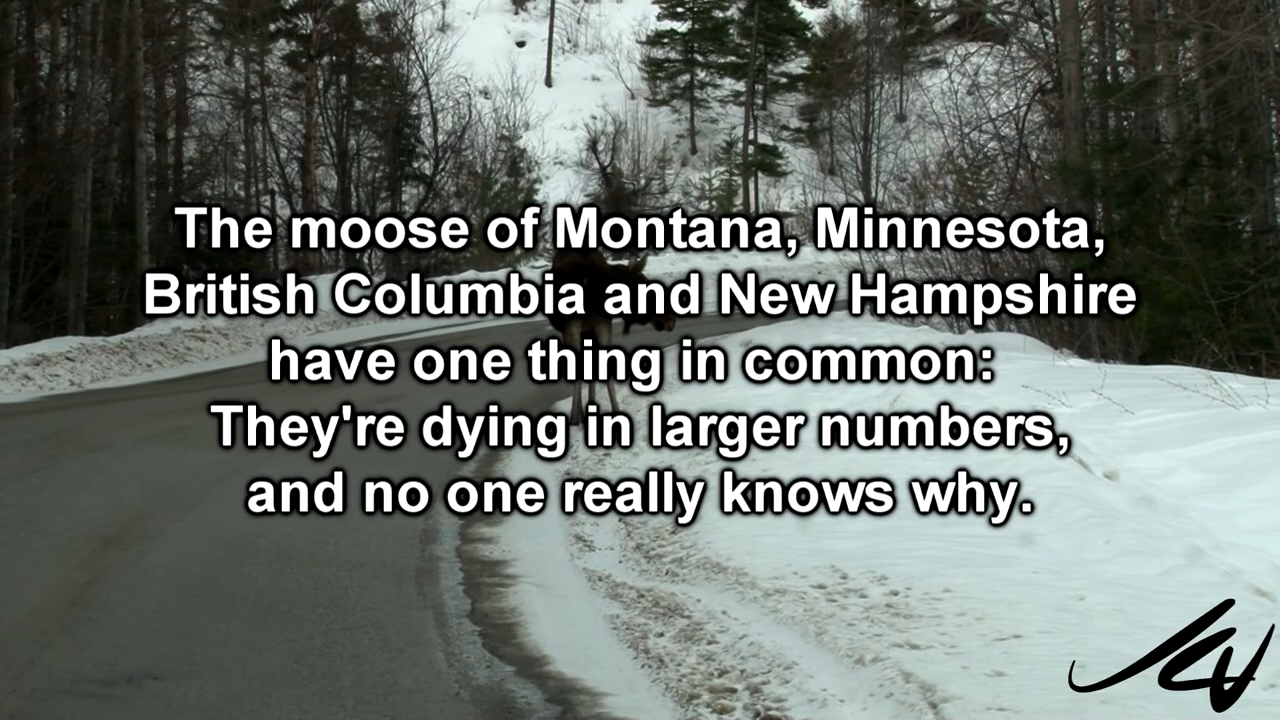 The moose of Montana, Minnesota,
British Columbia and New Hampshire
have one thing in common:
They're dying in larger numbers,
and no one really knows why.